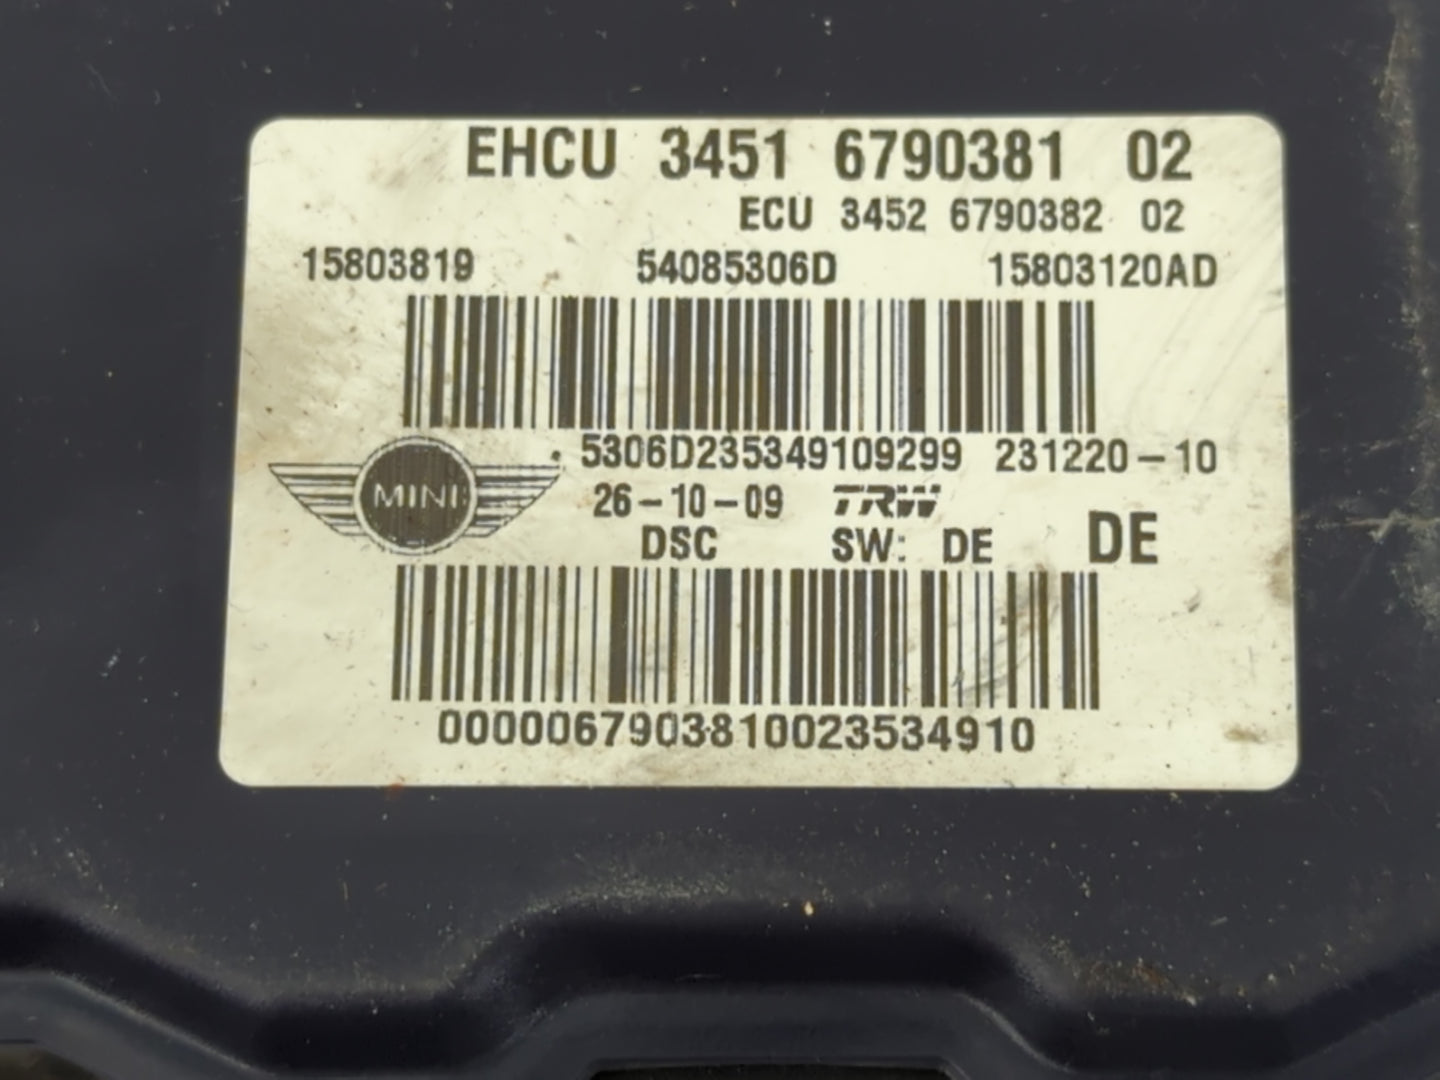 EHCU 3451 6790381 02
ECU 3452 6790382 02
15803819 54085306D 15803120AD
5306D235349109299 231220-10
MINI
26-10-09 TRW
DSC SW: DE DE
0000067903810023534910